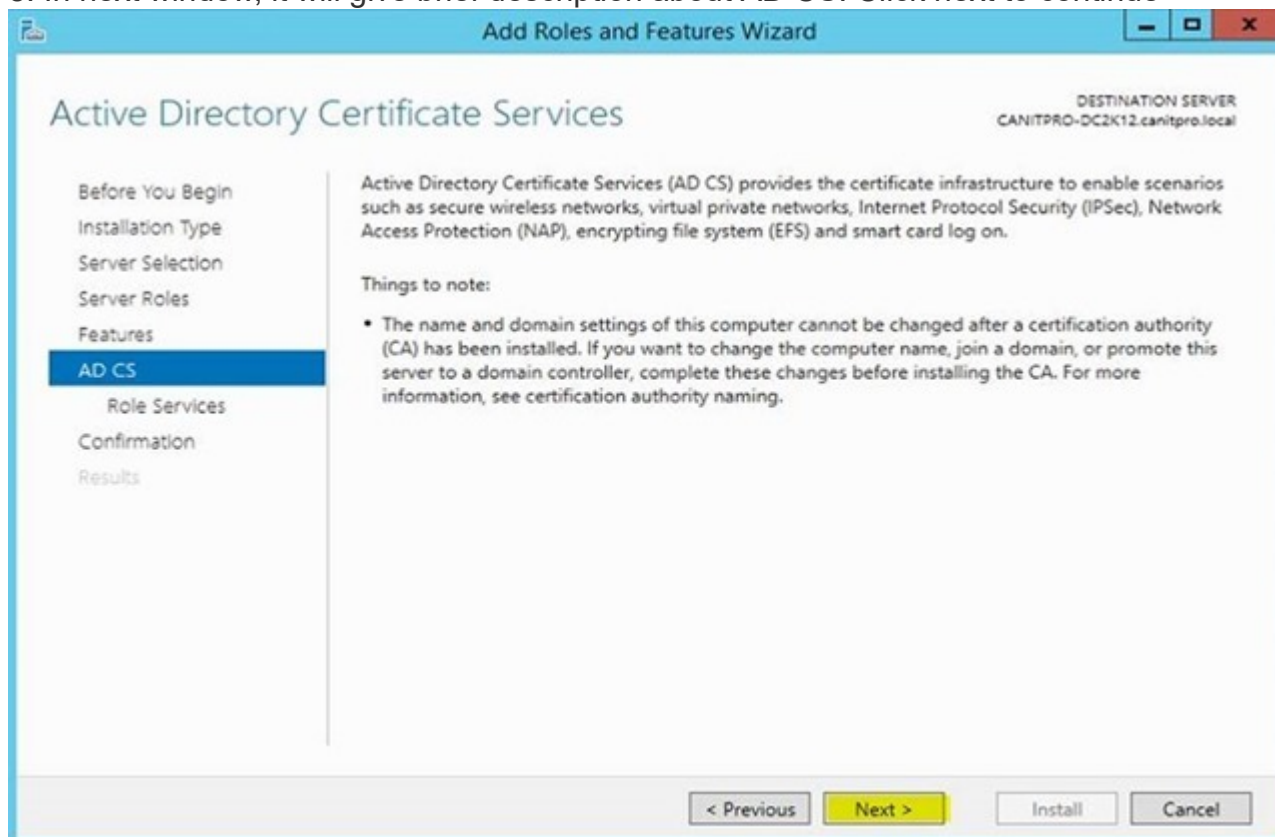 Add Roles and Features Wizard
Active Directory Certificate Services
DESTINATION SERVER
CANITPRO-DC2K12.canitpro.local
Before You Begin
Installation Type
Server Selection
Server Roles
Features
AD CS
Role Services
Confirmation
Results
Active Directory Certificate Services (AD CS) provides the certificate infrastructure to enable scenarios
such as secure wireless networks, virtual private networks, Internet Protocol Security (IPSec), Network
Access Protection (NAP), encrypting file system (EFS) and smart card log on.
Things to note:
• The name and domain settings of this computer cannot be changed after a certification authority
(CA) has been installed. If you want to change the computer name, join a domain, or promote this
server to a domain controller, complete these changes before installing the CA. For more
information, see certification authority naming.
< Previous
Next >
Install
Cancel